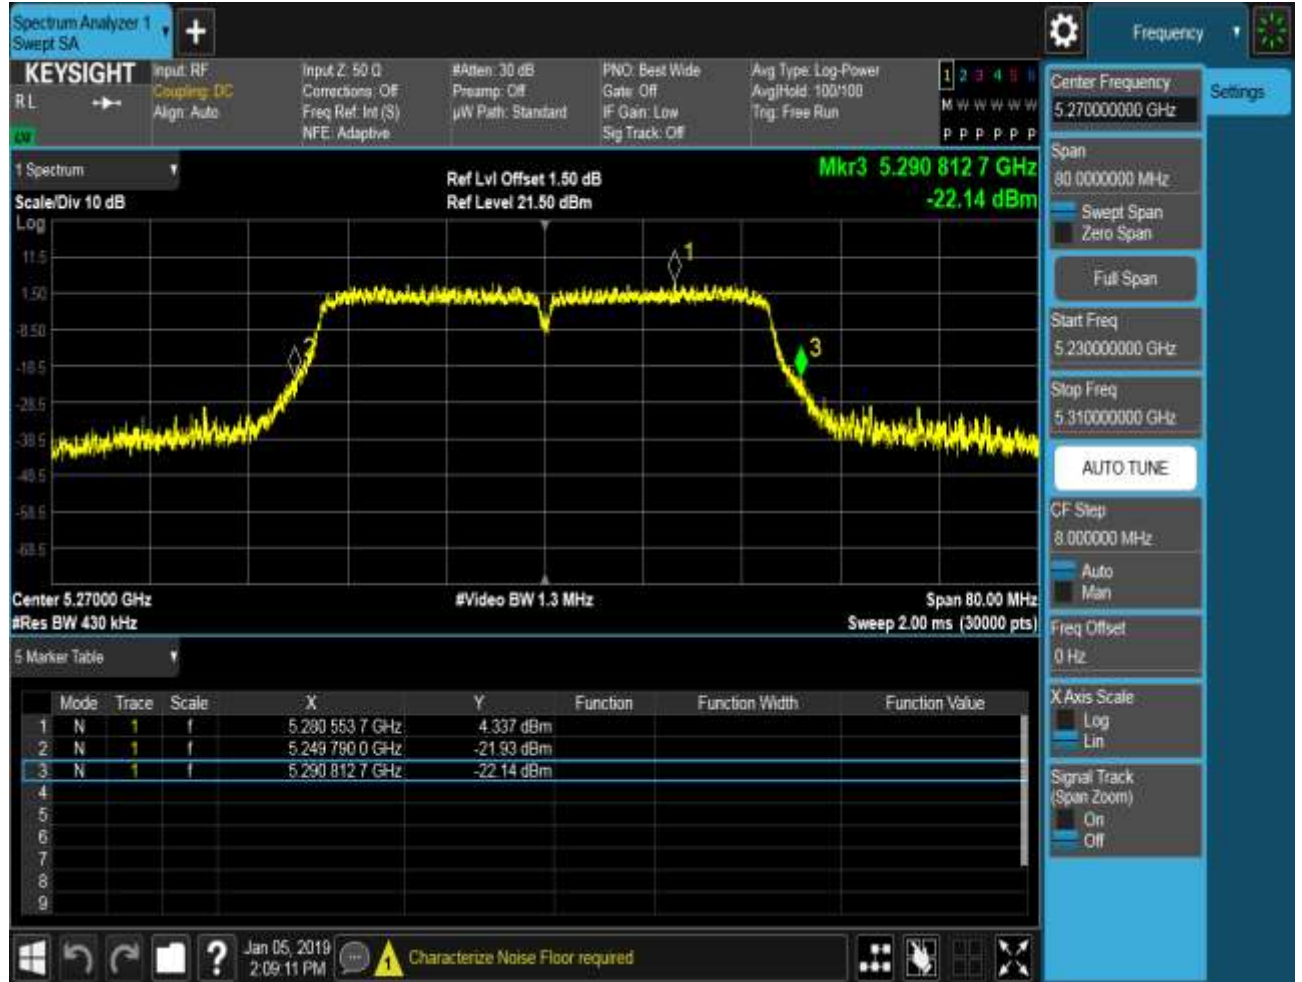 Spectrum Analyzer 1
Swept SA
+
Frequency
KEYSIGHT
RL
Input: RF
Coupling: DC
Align: Auto
Input Z: 50 Ω
Corrections: Off
Freq Ref: Int (S)
NFE: Adaptive
#Atten: 30 dB
Preamp: Off
µW Path: Standard
PNO: Best Wide
Gate: Off
IF Gain: Low
Sig Track: Off
Avg Type: Log-Power
Avg|Hold: 100/100
Trig: Free Run
1 2 3 4 5 6
M W W W W W
P P P P P P
1 Spectrum
Scale/Div 10 dB
Log
Ref Lvl Offset 1.50 dB
Ref Level 21.50 dBm
Mkr3 5.290 812 7 GHz
-22.14 dBm
11.5
1.50
-8.50
-18.5
-28.5
-38.5
-48.5
-58.5
-68.5
1
2
3
Center 5.27000 GHz
#Res BW 430 kHz
#Video BW 1.3 MHz
Span 80.00 MHz
Sweep 2.00 ms (30000 pts)
5 Marker Table
Mode Trace Scale X Y Function Function Width Function Value
1 N 1 f 5.280 553 7 GHz 4.337 dBm
2 N 1 f 5.249 790 0 GHz -21.93 dBm
3 N 1 f 5.290 812 7 GHz -22.14 dBm
4
5
6
7
8
9
Center Frequency
5.270000000 GHz
Settings
Span
80.0000000 MHz
Swept Span
Zero Span
Full Span
Start Freq
5.230000000 GHz
Stop Freq
5.310000000 GHz
AUTO TUNE
CF Step
8.000000 MHz
Auto
Man
Freq Offset
0 Hz
X Axis Scale
Log
Lin
Signal Track
(Span Zoom)
On
Off
?
Jan 05, 2019
2:09:11 PM
1
Characterize Noise Floor required